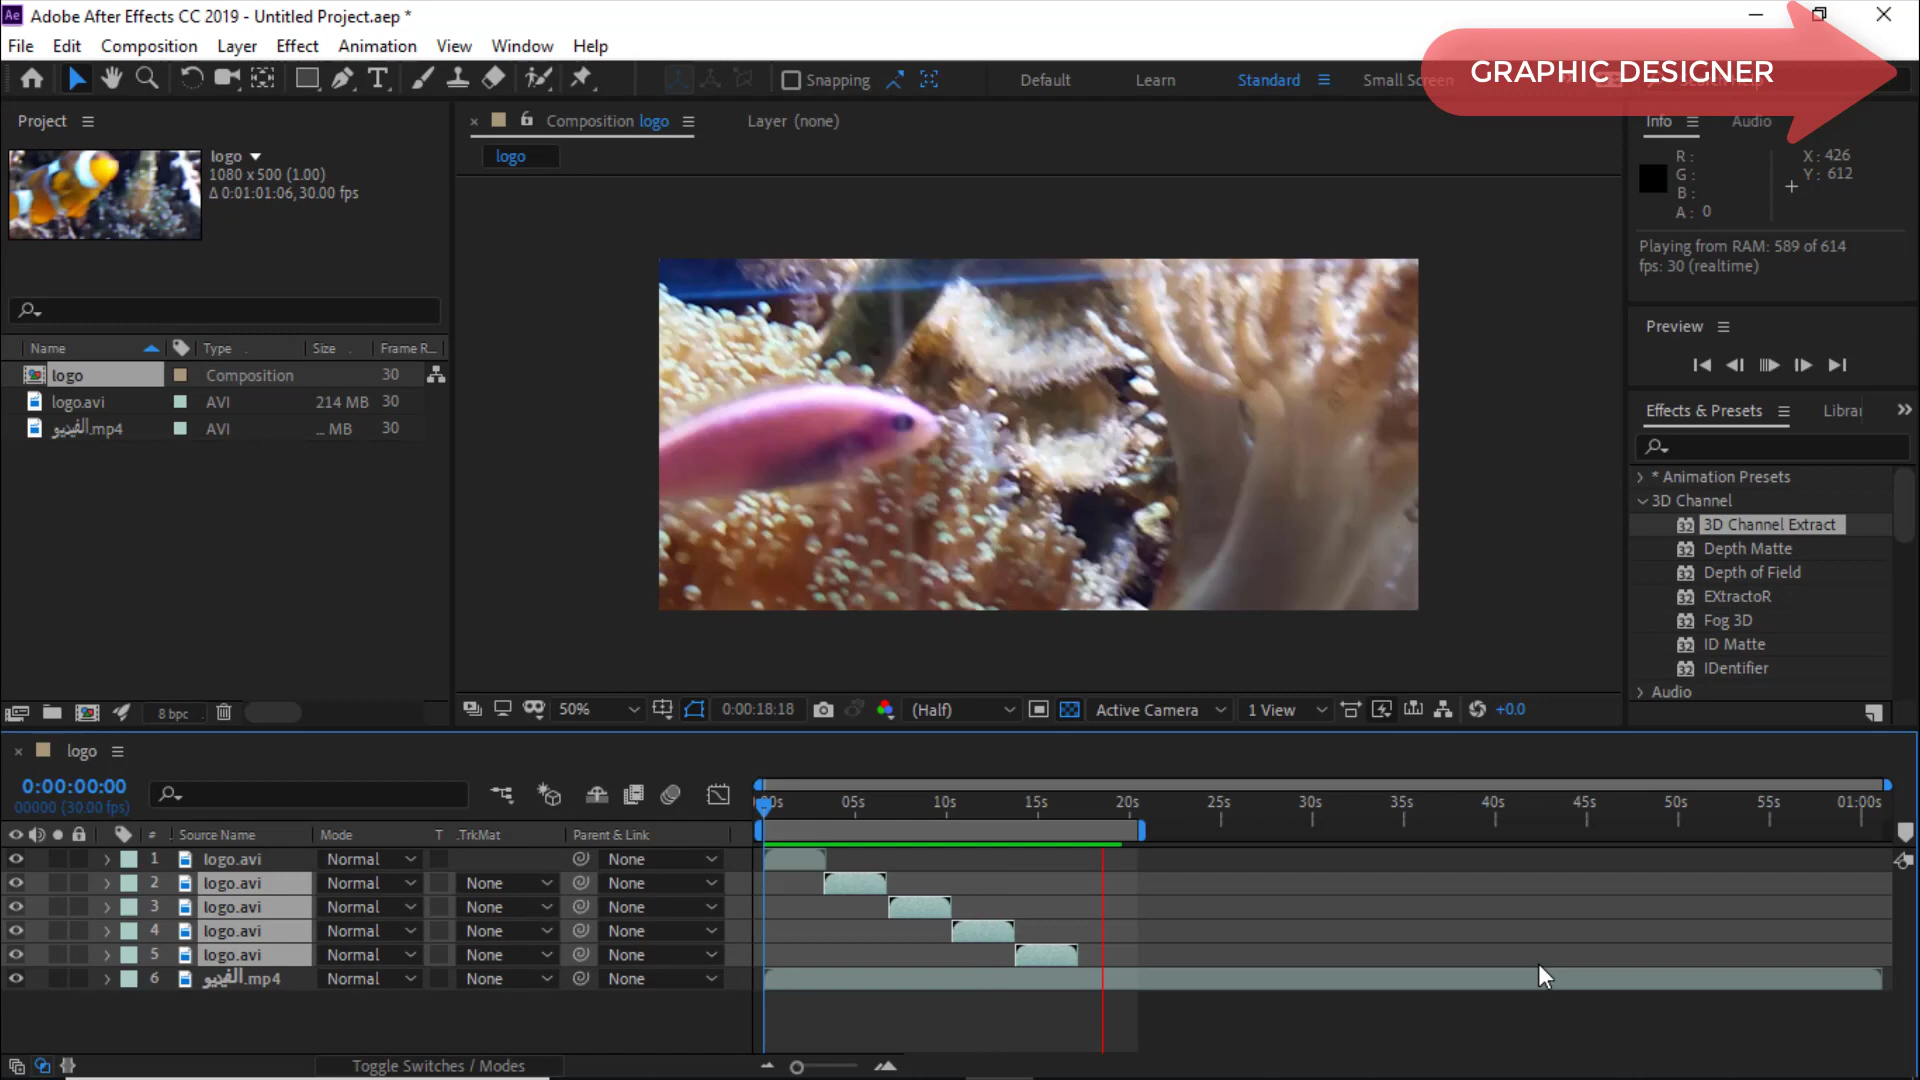 Ae Adobe After Effects CC 2019 - Untitled Project.aep *
File Edit Composition Layer Effect Animation View Window Help
GRAPHIC DESIGNER
Snapping Default Learn Standard Small Screen
Project
Composition logo Layer (none)
Info Audio
logo
1080 x 500 (1.00)
Δ 0:01:01:06, 30.00 fps
logo
R :
G :
B :
A : 0
X : 426
Y : 612
Playing from RAM: 589 of 614
fps: 30 (realtime)
Preview
Name Type Size Frame R...
logo Composition 30
logo.avi AVI 214 MB 30
الفيديو.mp4 AVI ... MB 30
Effects & Presets Librar
* Animation Presets
3D Channel
3D Channel Extract
Depth Matte
Depth of Field
EXtractoR
Fog 3D
ID Matte
IDentifier
Audio
8 bpc
50% 0:00:18:18 (Half) Active Camera 1 View +0.0
logo
0:00:00:00
00000 (30.00 fps)
05s 10s 15s 20s 25s 30s 35s 40s 45s 50s 55s 01:00s
# Source Name Mode T .TrkMat Parent & Link
1 logo.avi Normal None
2 logo.avi Normal None None
3 logo.avi Normal None None
4 logo.avi Normal None None
5 logo.avi Normal None None
6 الفيديو.mp4 Normal None None
Toggle Switches / Modes